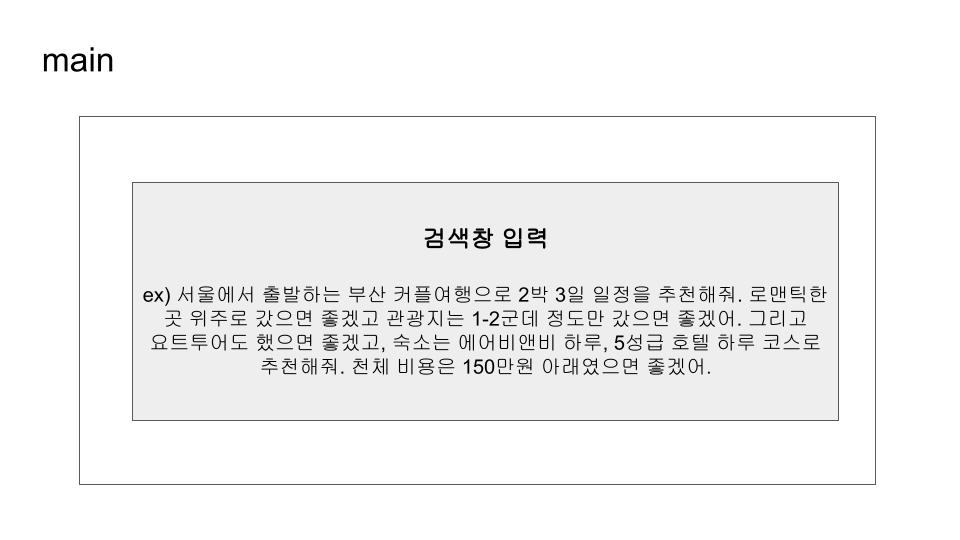 main
검색창 입력
ex) 서울에서 출발하는 부산 커플여행으로 2박 3일 일정을 추천해줘. 로맨틱한
곳 위주로 갔으면 좋겠고 관광지는 1-2군데 정도만 갔으면 좋겠어. 그리고
요트투어도 했으면 좋겠고, 숙소는 에어비앤비 하루, 5성급 호텔 하루 코스로
추천해줘. 천체 비용은 150만원 아래였으면 좋겠어.